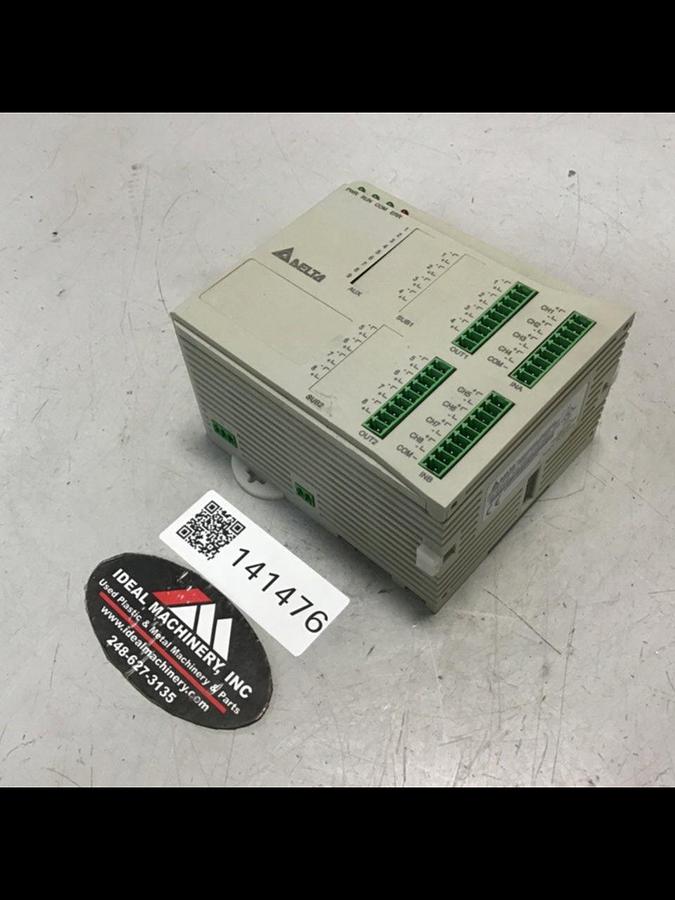 PWR RUN COM ERR
DELTA
AUX
SUB1
SUB2
OUT1
OUT2
CH1
CH2
CH3
CH4
COM
INA
CH5
CH6
CH7
CH8
COM
INB
141476
IDEAL MACHINERY, INC
Used Plastic & Metal Machinery & Parts
www.idealmachinery.com
248-627-3135